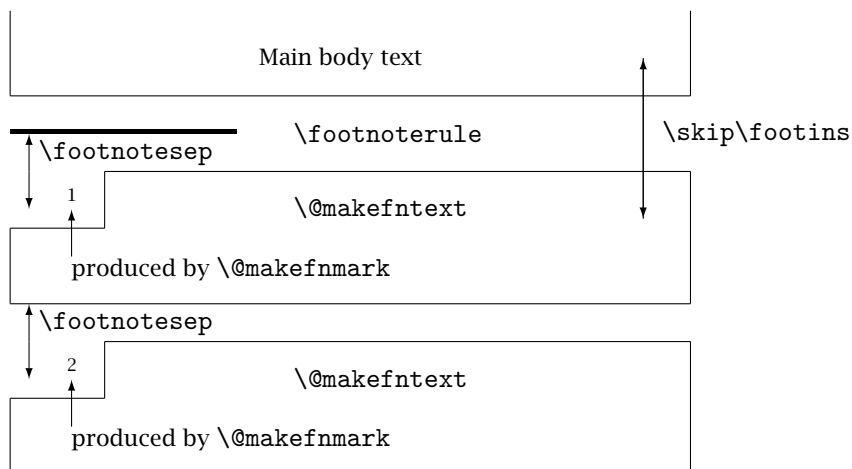 Main body text
\footnoterule \skip\footins
\footnotesep
1
\@makefntext
produced by \@makefnmark
\footnotesep
2
\@makefntext
produced by \@makefnmark